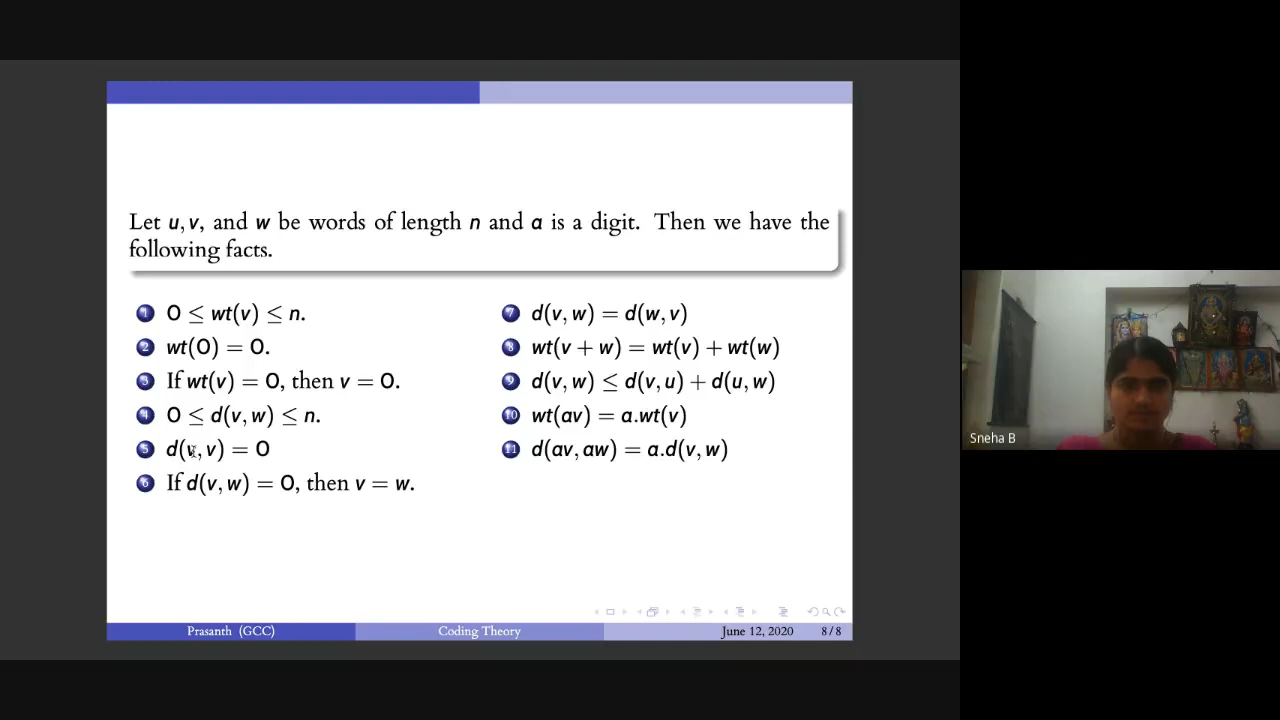 Let u, v, and w be words of length n and a is a digit. Then we have the
following facts.
1 0 ≤ wt(v) ≤ n.
2 wt(0) = 0.
3 If wt(v) = 0, then v = 0.
4 0 ≤ d(v, w) ≤ n.
5 d(v, v) = 0
6 If d(v, w) = 0, then v = w.
7 d(v, w) = d(w, v)
8 wt(v + w) = wt(v) + wt(w)
9 d(v, w) ≤ d(v, u) + d(u, w)
10 wt(av) = a.wt(v)
11 d(av, aw) = a.d(v, w)
Prasanth (GCC) Coding Theory June 12, 2020 8 / 8
Sneha B